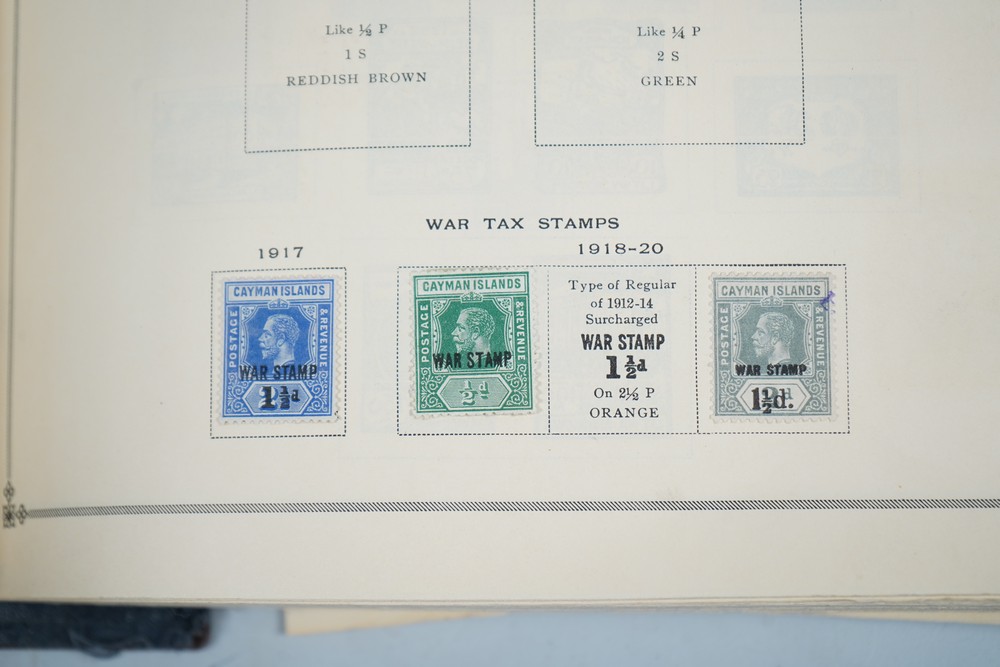 Like ½ P
1 S
REDDISH BROWN
Like ¼ P
2 S
GREEN
WAR TAX STAMPS
1917
1918-20
CAYMAN ISLANDS
POSTAGE
& REVENUE
WAR STAMP
1½d
CAYMAN ISLANDS
POSTAGE
& REVENUE
WAR STAMP
½d
Type of Regular
of 1912-14
Surcharged
WAR STAMP
1½d
On 2½ P
ORANGE
CAYMAN ISLANDS
POSTAGE
& REVENUE
WAR STAMP
1½d.